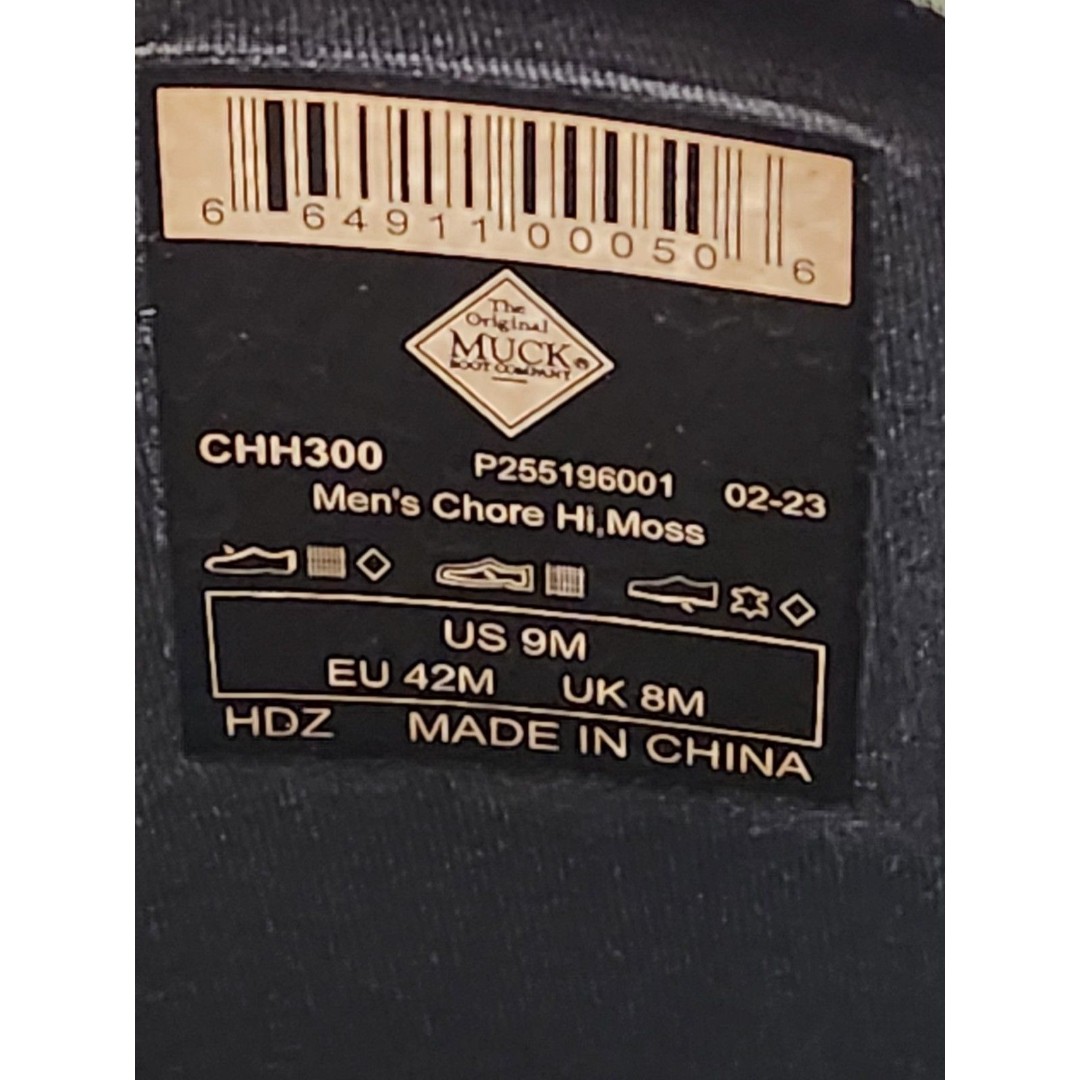 6 64911 00050 6
The
Original
MUCK®
BOOT COMPANY
CHH300 P255196001 02-23
Men's Chore Hi,Moss
US 9M
EU 42M UK 8M
HDZ MADE IN CHINA